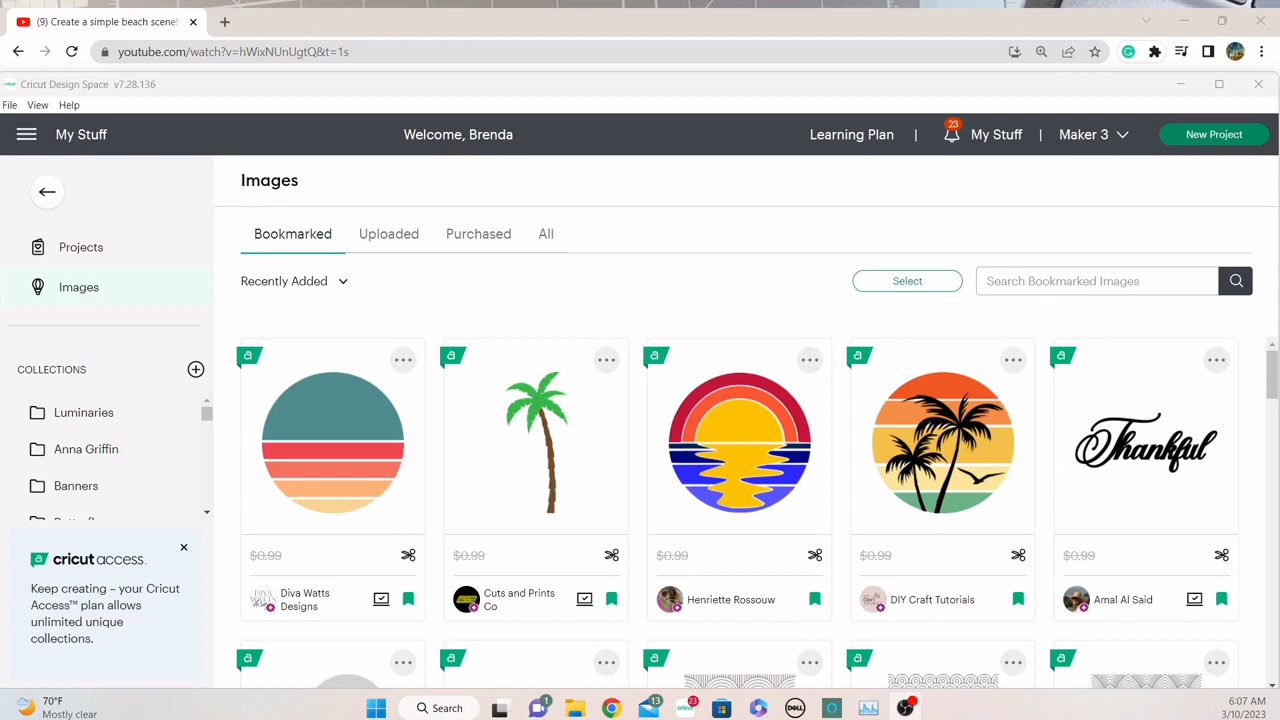 (9) Create a simple beach scene!
youtube.com/watch?v=hWixNUnUgtQ&t=1s
Cricut Design Space v7.28.136
File View Help
My Stuff
Welcome, Brenda
Learning Plan | 23 My Stuff | Maker 3
New Project
Images
Projects
Images
COLLECTIONS
Luminaries
Anna Griffin
Banners
cricut access
Keep creating – your Cricut
Access™ plan allows
unlimited unique
collections.
Bookmarked Uploaded Purchased All
Recently Added
Select
Search Bookmarked Images
a a a a a
Thankful
$0.99 $0.99 $0.99 $0.99 $0.99
Diva Watts
Designs
Cuts and Prints
Co
Henriette Rossouw
DIY Craft Tutorials
Amal Al Said
a a a a a
70°F
Mostly clear
Search
1
13
23
cricut
DELL
6:07 AM
3/10/2023